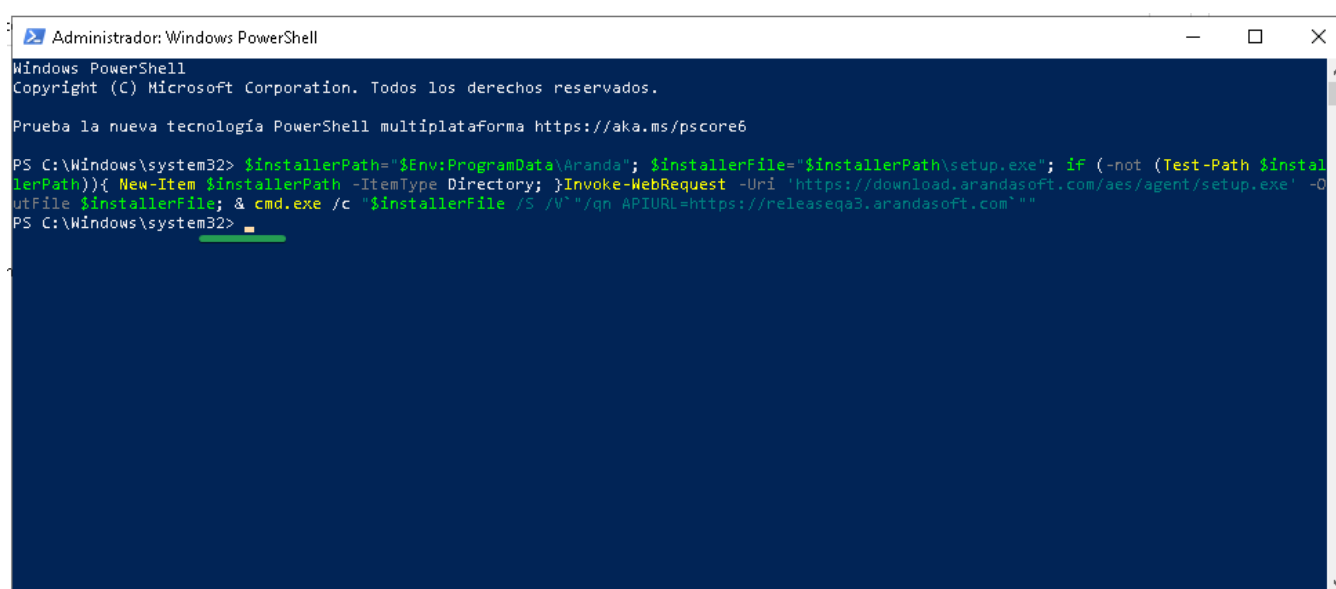 Administrador: Windows PowerShell
Windows PowerShell
Copyright (C) Microsoft Corporation. Todos los derechos reservados.
Prueba la nueva tecnología PowerShell multiplataforma https://aka.ms/pscore6
PS C:\Windows\system32> $installerPath="$Env:ProgramData\Aranda"; $installerFile="$installerPath\setup.exe"; if (-not (Test-Path $instal
lerPath)){ New-Item $installerPath -ItemType Directory; }Invoke-WebRequest -Uri 'https://download.arandasoft.com/aes/agent/setup.exe' -O
utFile $installerFile; & cmd.exe /c "$installerFile /S /V`"/qn APIURL=https://releaseqa3.arandasoft.com`""
PS C:\Windows\system32>